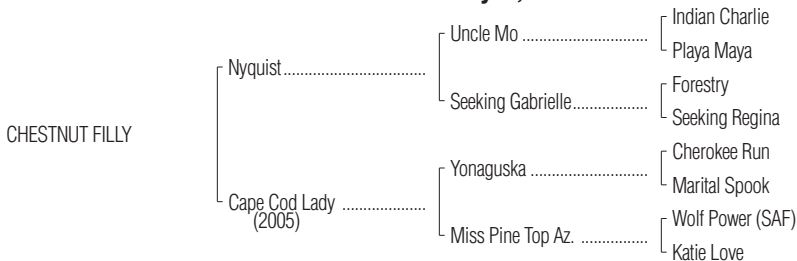 Indian Charlie
Uncle Mo ..............................
Playa Maya
Nyquist..................................
Forestry
Seeking Gabrielle..................
Seeking Regina
CHESTNUT FILLY
Cherokee Run
Yonaguska ............................
Marital Spook
Cape Cod Lady ....................
(2005)
Wolf Power (SAF)
Miss Pine Top Az. ................
Katie Love